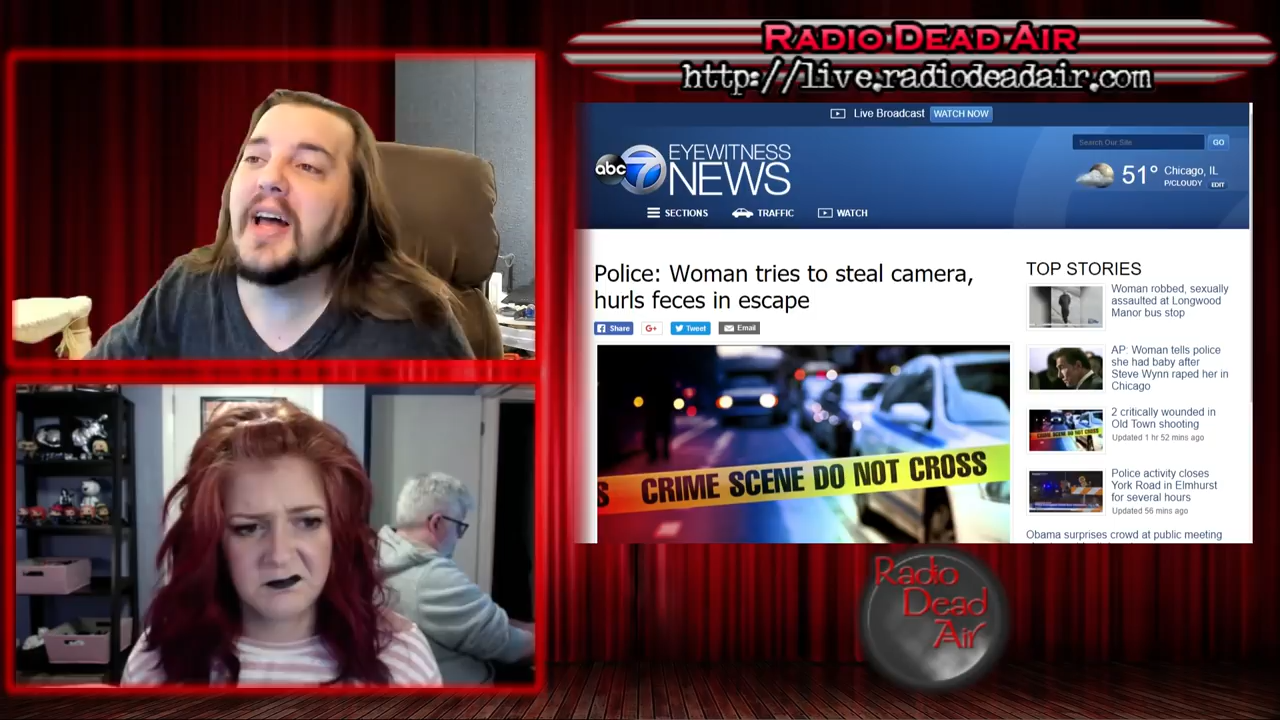 RADIO DEAD AIR
http://live.radiodeadair.com
Live Broadcast WATCH NOW
abc 7 EYEWITNESS
NEWS
Search Our Site GO
51° Chicago, IL
P/CLOUDY EDIT
SECTIONS TRAFFIC WATCH
Police: Woman tries to steal camera,
hurls feces in escape
Share G+ Tweet Email
S CRIME SCENE DO NOT CROSS
TOP STORIES
Woman robbed, sexually
assaulted at Longwood
Manor bus stop
AP: Woman tells police
she had baby after
Steve Wynn raped her in
Chicago
CRIME SCENE DO NOT CROSS
2 critically wounded in
Old Town shooting
Updated 1 hr 52 mins ago
Police activity closes
York Road in Elmhurst
for several hours
Updated 56 mins ago
Obama surprises crowd at public meeting
Radio
Dead
Air